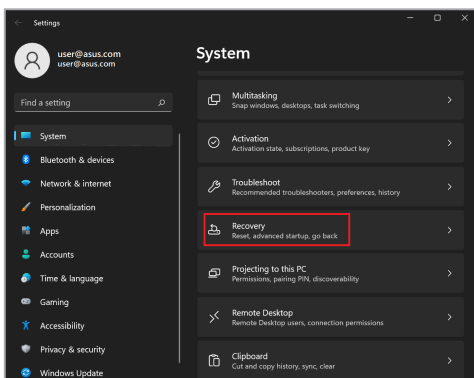 Settings
user@asus.com
user@asus.com
Find a setting
System
Bluetooth & devices
Network & internet
Personalization
Apps
Accounts
Time & language
Gaming
Accessibility
Privacy & security
Windows Update
System
Multitasking
Snap windows, desktops, task switching
Activation
Activation state, subscriptions, product key
Troubleshoot
Recommended troubleshooters, preferences, history
Recovery
Reset, advanced startup, go back
Projecting to this PC
Permissions, pairing PIN, discoverability
Remote Desktop
Remote Desktop users, connection permissions
Clipboard
Cut and copy history, sync, clear